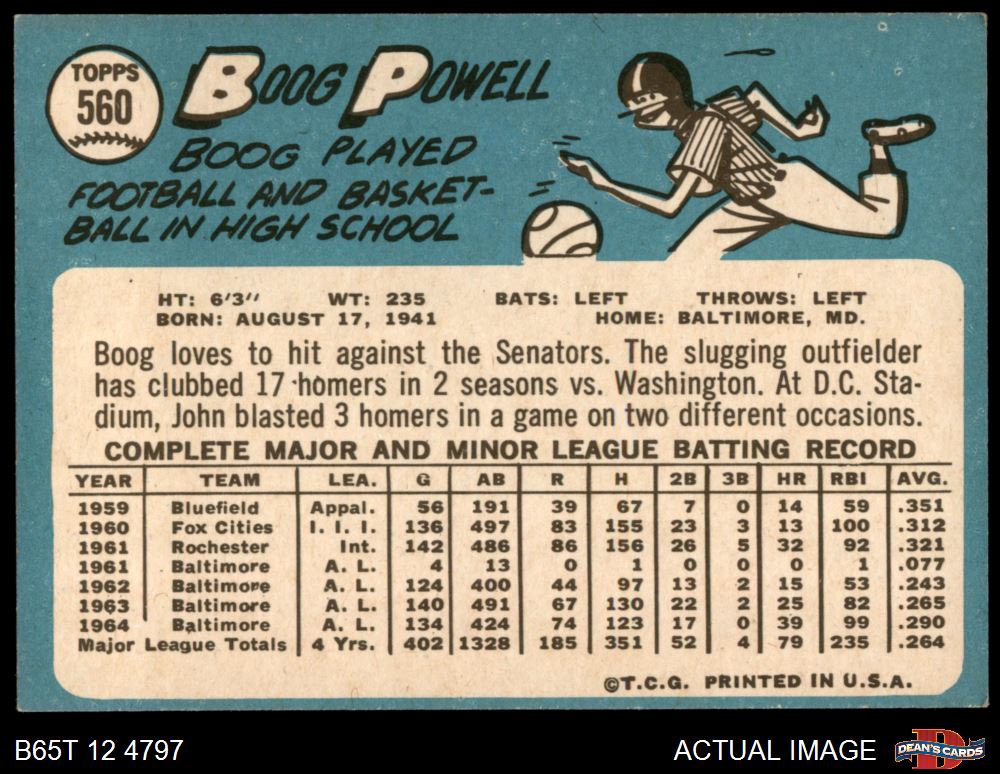 TOPPS
560
BOOG POWELL
BOOG PLAYED
FOOTBALL AND BASKET-
BALL IN HIGH SCHOOL
HT: 6'3" WT: 235 BATS: LEFT THROWS: LEFT
BORN: AUGUST 17, 1941 HOME: BALTIMORE, MD.
Boog loves to hit against the Senators. The slugging outfielder
has clubbed 17 homers in 2 seasons vs. Washington. At D.C. Sta-
dium, John blasted 3 homers in a game on two different occasions.
COMPLETE MAJOR AND MINOR LEAGUE BATTING RECORD
YEAR TEAM LEA. G AB R H 2B 3B HR RBI AVG.
1959 Bluefield Appal. 56 191 39 67 7 0 14 59 .351
1960 Fox Cities I. I. I. 136 497 83 155 23 3 13 100 .312
1961 Rochester Int. 142 486 86 156 26 5 32 92 .321
1961 Baltimore A. L. 4 13 0 1 0 0 0 1 .077
1962 Baltimore A. L. 124 400 44 97 13 2 15 53 .243
1963 Baltimore A. L. 140 491 67 130 22 2 25 82 .265
1964 Baltimore A. L. 134 424 74 123 17 0 39 99 .290
Major League Totals 4 Yrs. 402 1328 185 351 52 4 79 235 .264
©T.C.G. PRINTED IN U.S.A.
B65T 12 4797 ACTUAL IMAGE D DEAN'S CARDS